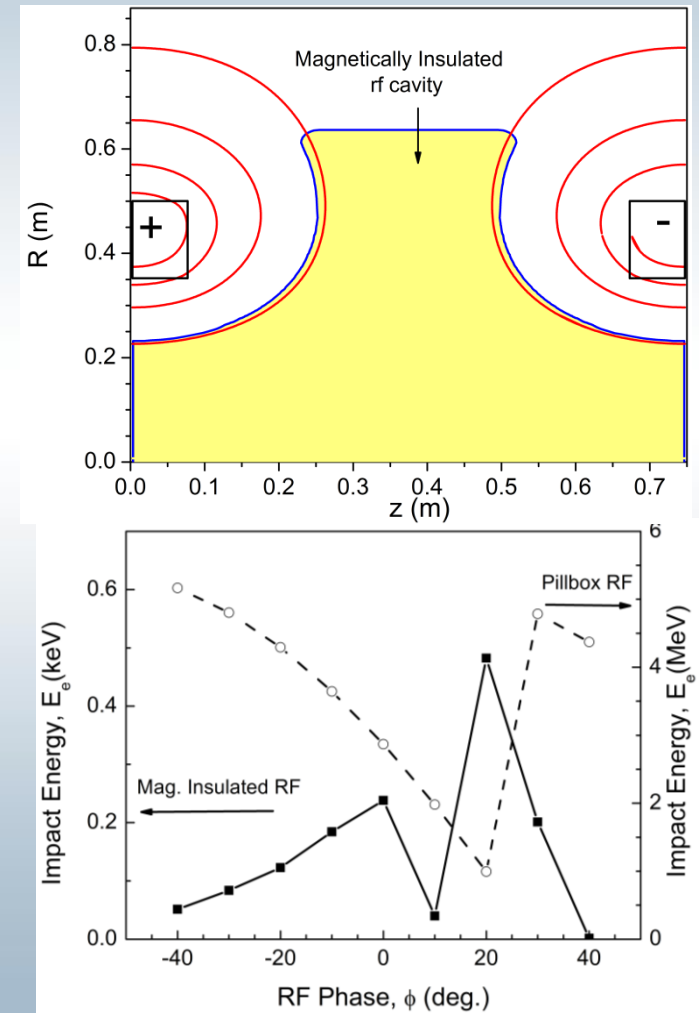 0.8
Magnetically Insulated
rf cavity
0.6
R (m)
+
-
0.4
0.2
0.0
0.0 0.1 0.2 0.3 0.4 0.5 0.6 0.7
z (m)
6
0.6
Pillbox RF
Impact Energy, E_e(keV)
Impact Energy, E_e(MeV)
4
0.4
Mag. Insulated RF
2
0.2
0.0
0
-40 -20 0 20 40
RF Phase, ϕ (deg.)